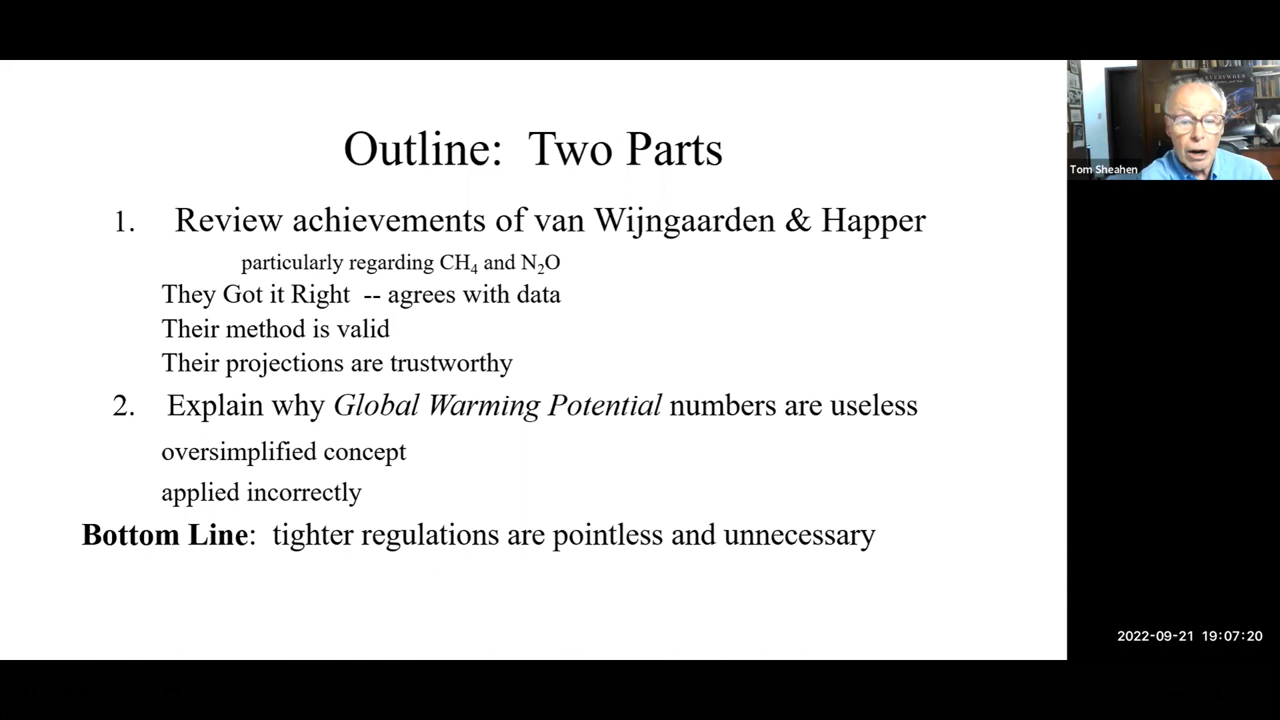 Outline: Two Parts
1. Review achievements of van Wijngaarden & Happer
particularly regarding CH₄ and N₂O
They Got it Right -- agrees with data
Their method is valid
Their projections are trustworthy
2. Explain why Global Warming Potential numbers are useless
oversimplified concept
applied incorrectly
Bottom Line: tighter regulations are pointless and unnecessary
EVERYWHEN
Tom Sheahen
2022-09-21 19:07:20